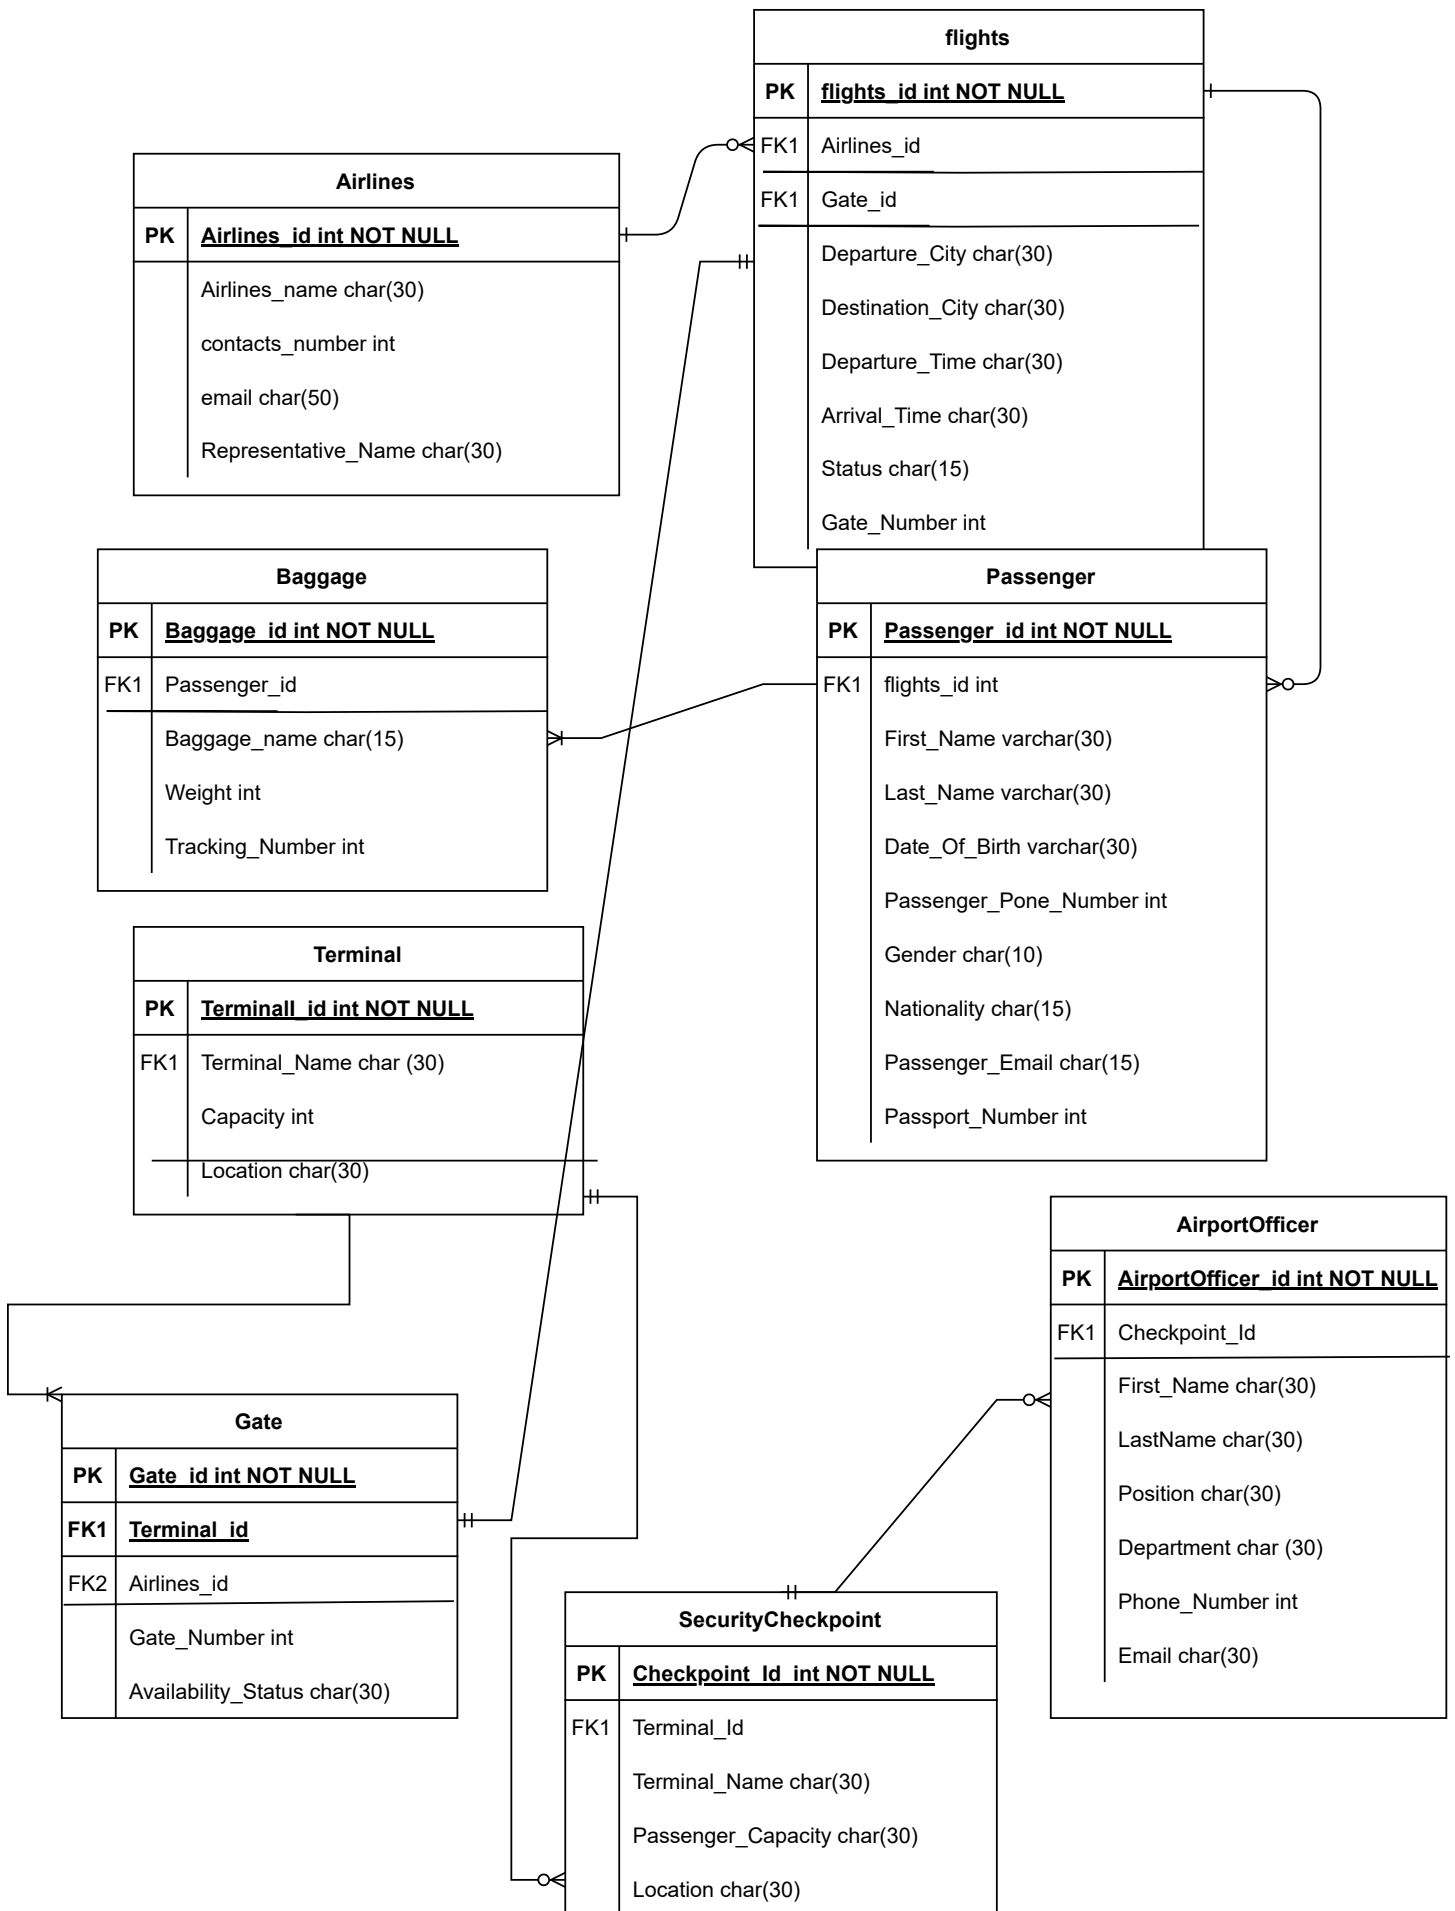 flights
PK flights_id int NOT NULL
FK1 Airlines_id
FK1 Gate_id
Departure_City char(30)
Destination_City char(30)
Departure_Time char(30)
Arrival_Time char(30)
Status char(15)
Gate_Number int
Airlines
PK Airlines_id int NOT NULL
Airlines_name char(30)
contacts_number int
email char(50)
Representative_Name char(30)
Baggage
PK Baggage_id int NOT NULL
FK1 Passenger_id
Baggage_name char(15)
Weight int
Tracking_Number int
Passenger
PK Passenger_id int NOT NULL
FK1 flights_id int
First_Name varchar(30)
Last_Name varchar(30)
Date_Of_Birth varchar(30)
Passenger_Pone_Number int
Gender char(10)
Nationality char(15)
Passenger_Email char(15)
Passport_Number int
Terminal
PK Terminall_id int NOT NULL
FK1 Terminal_Name char (30)
Capacity int
Location char(30)
AirportOfficer
PK AirportOfficer_id int NOT NULL
FK1 Checkpoint_Id
First_Name char(30)
LastName char(30)
Position char(30)
Department char (30)
Phone_Number int
Email char(30)
Gate
PK Gate_id int NOT NULL
FK1 Terminal_id
FK2 Airlines_id
Gate_Number int
Availability_Status char(30)
SecurityCheckpoint
PK Checkpoint_Id int NOT NULL
FK1 Terminal_Id
Terminal_Name char(30)
Passenger_Capacity char(30)
Location char(30)